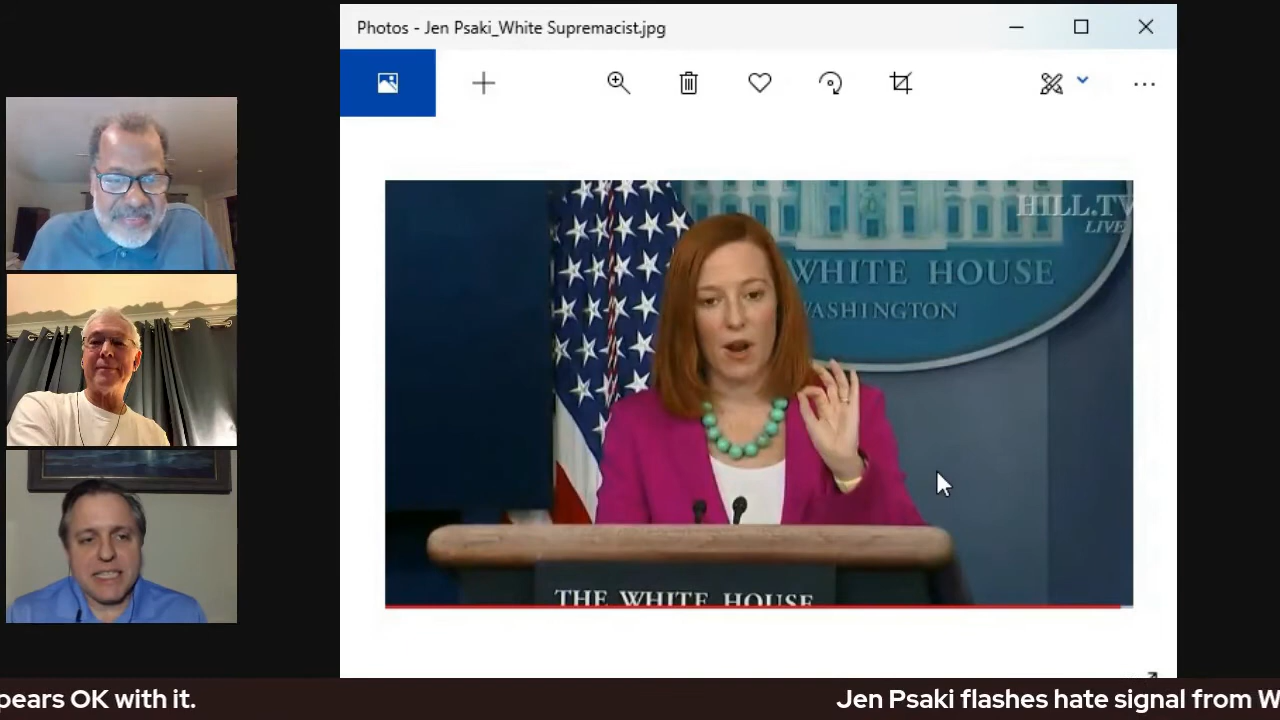 Photos - Jen Psaki_White Supremacist.jpg
HILL.TV
LIVE
WHITE HOUSE
WASHINGTON
THE WHITE HOUSE
pears OK with it.
Jen Psaki flashes hate signal from W